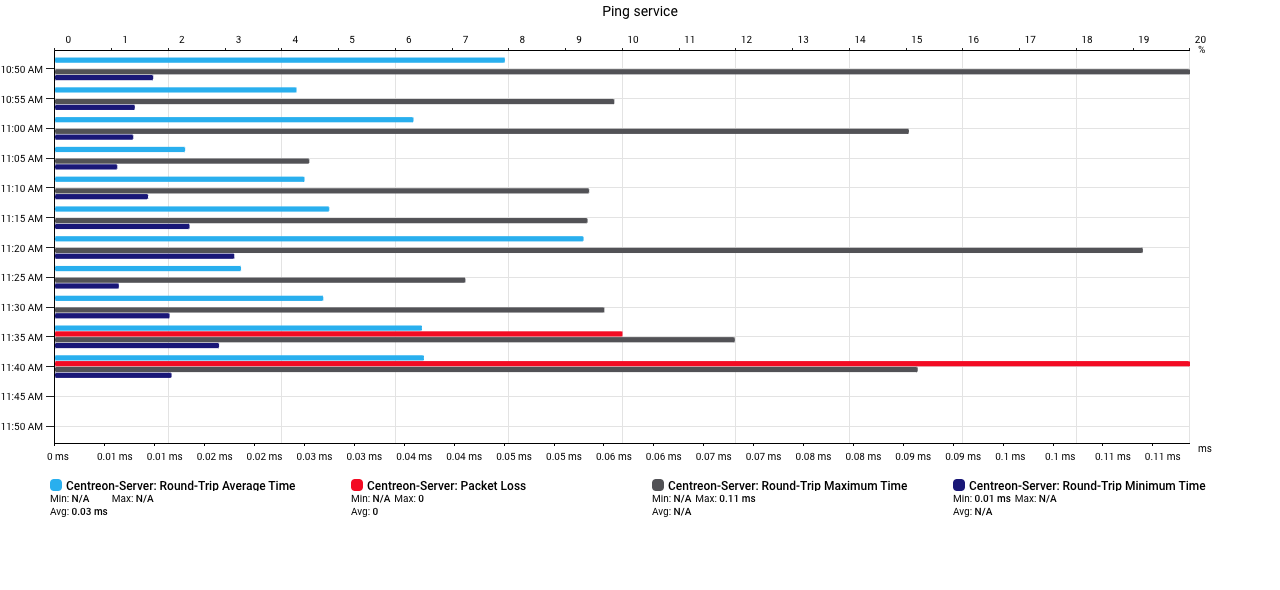 Ping service
0 1 2 3 4 5 6 7 8 9 10 11 12 13 14 15 16 17 18 19 20
%
10:50 AM
10:55 AM
11:00 AM
11:05 AM
11:10 AM
11:15 AM
11:20 AM
11:25 AM
11:30 AM
11:35 AM
11:40 AM
11:45 AM
11:50 AM
ms
0 ms 0.01 ms 0.01 ms 0.02 ms 0.02 ms 0.03 ms 0.03 ms 0.04 ms 0.04 ms 0.05 ms 0.05 ms 0.06 ms 0.06 ms 0.07 ms 0.07 ms 0.08 ms 0.08 ms 0.09 ms 0.09 ms 0.1 ms 0.1 ms 0.11 ms 0.11 ms
Centreon-Server: Round-Trip Average Time
Min: N/A Max: N/A
Avg: 0.03 ms
Centreon-Server: Packet Loss
Min: N/A Max: 0
Avg: 0
Centreon-Server: Round-Trip Maximum Time
Min: N/A Max: 0.11 ms
Avg: N/A
Centreon-Server: Round-Trip Minimum Time
Min: 0.01 ms Max: N/A
Avg: N/A